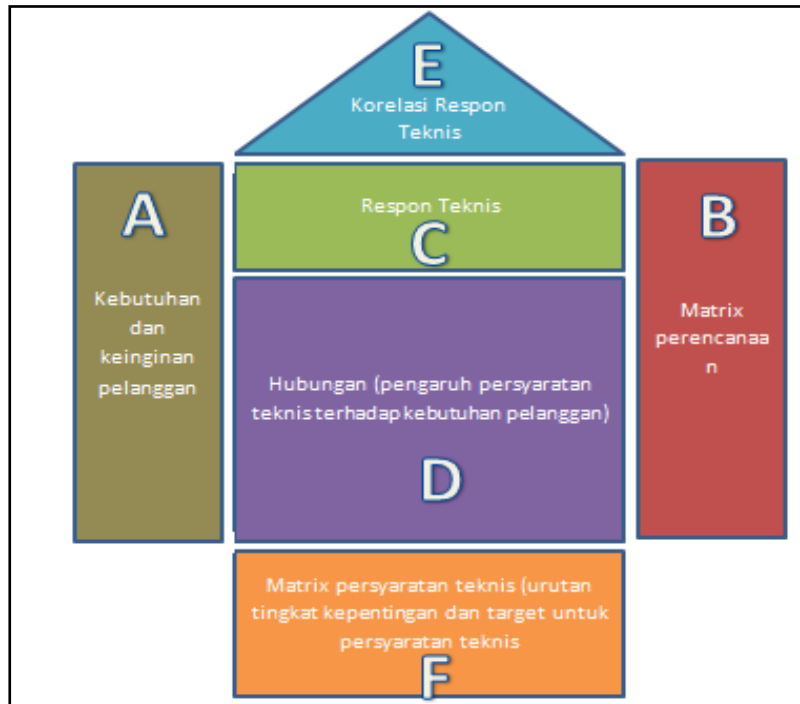 E
Korelasi Respon
Teknis
A
Kebutuhan
dan
keinginan
pelanggan
Respon Teknis
C
B
Matrix
perencanaa
n
Hubungan (pengaruh persyaratan
teknis terhadap kebutuhan pelanggan)
D
Matrix persyaratan teknis (urutan
tingkat kepentingan dan target untuk
persyaratan teknis
F